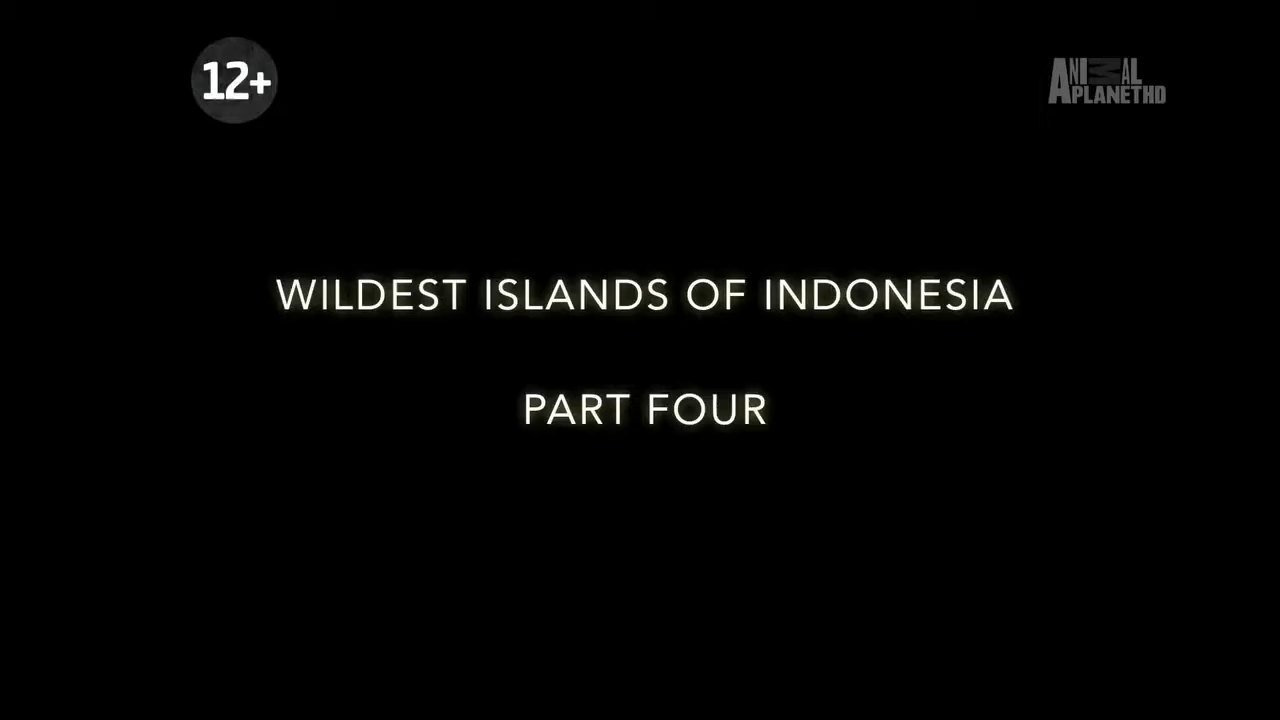 12+
ANIMAL
PLANET HD
WILDEST ISLANDS OF INDONESIA
PART FOUR